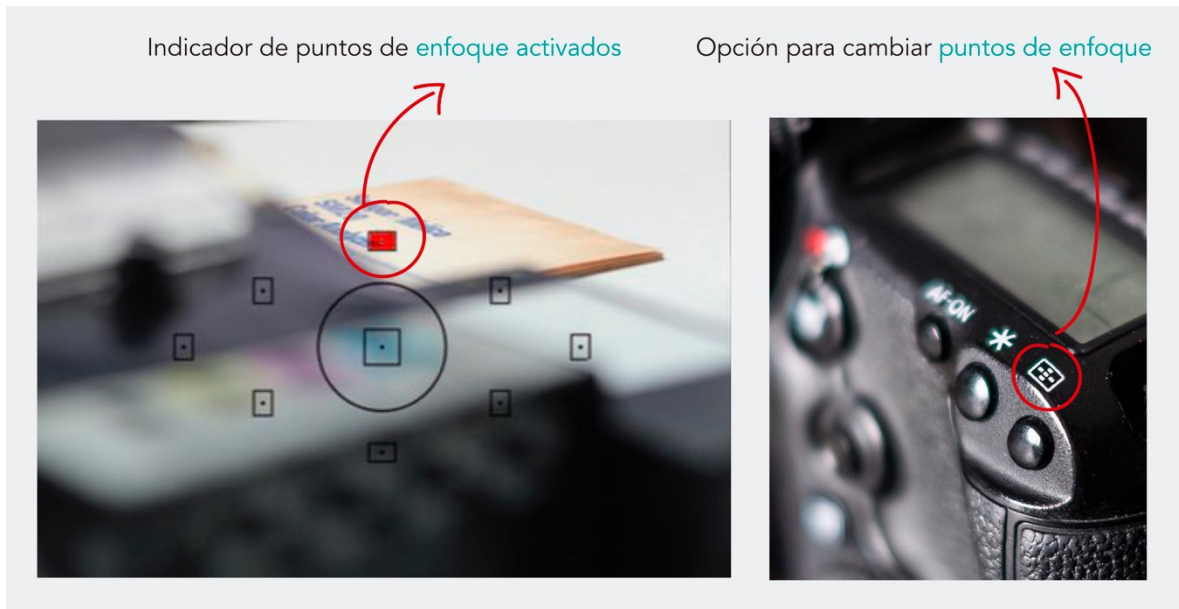 Indicador de puntos de enfoque activados
Opción para cambiar puntos de enfoque
AF-ON